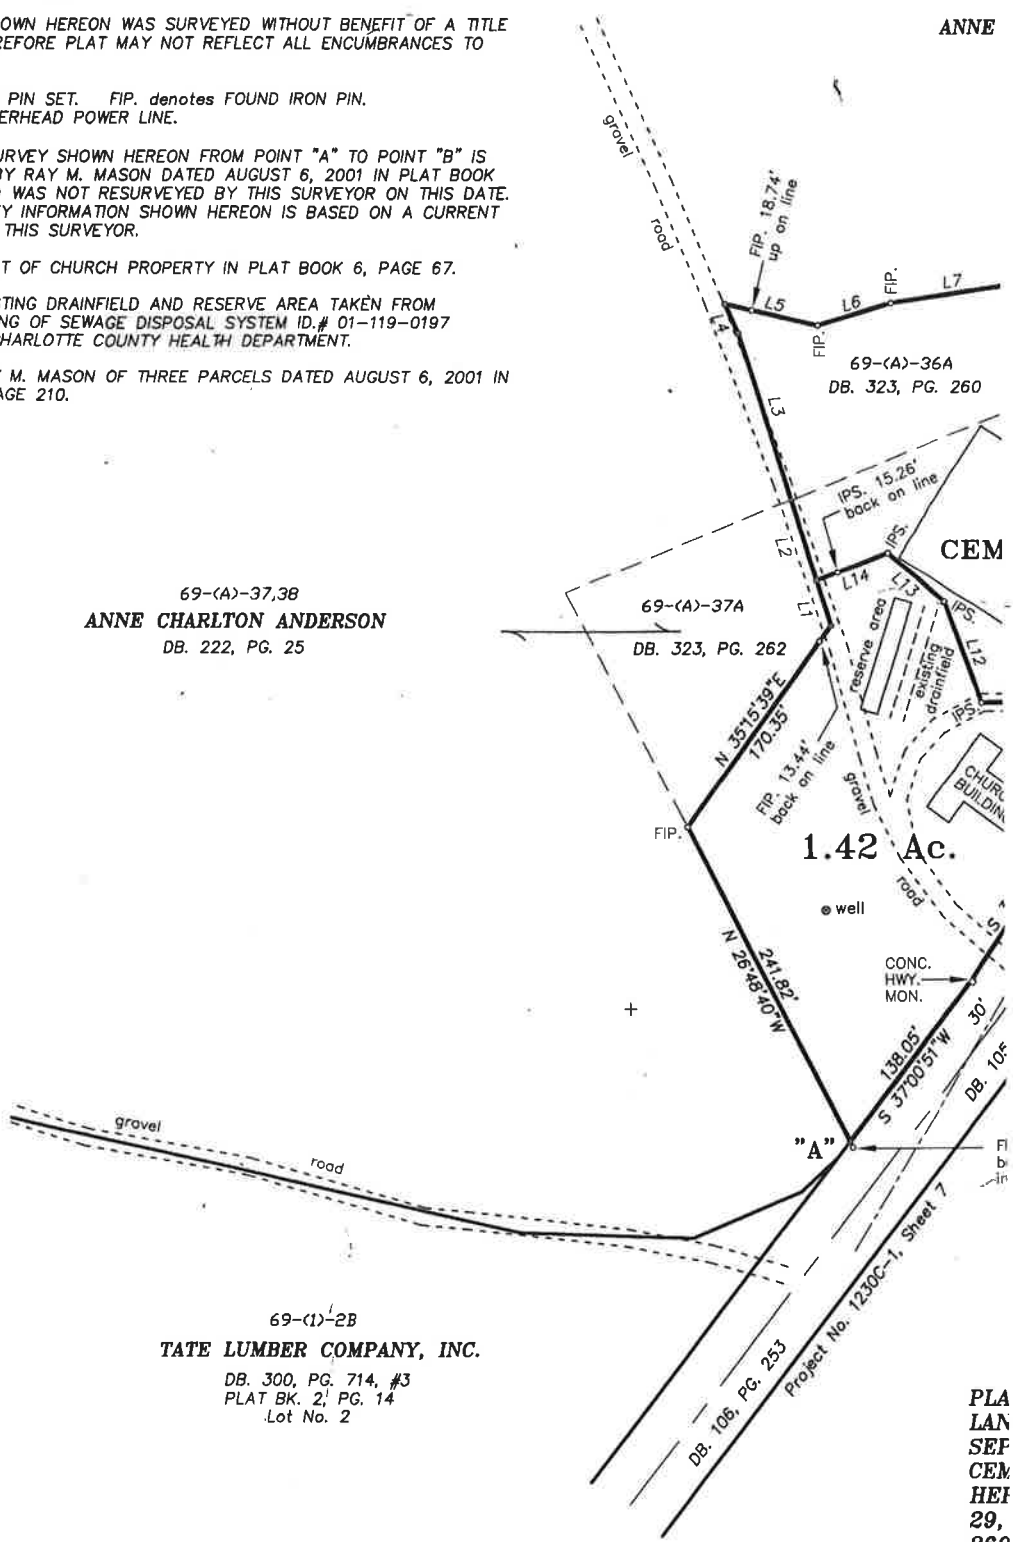 OWN HEREON WAS SURVEYED WITHOUT BENEFIT OF A TITLE
EFORE PLAT MAY NOT REFLECT ALL ENCUMBRANCES TO
PIN SET. FIP. denotes FOUND IRON PIN.
ERHEAD POWER LINE.
URVEY SHOWN HEREON FROM POINT "A" TO POINT "B" IS
BY RAY M. MASON DATED AUGUST 6, 2001 IN PLAT BOOK
WAS NOT RESURVEYED BY THIS SURVEYOR ON THIS DATE.
Y INFORMATION SHOWN HEREON IS BASED ON A CURRENT
THIS SURVEYOR.
T OF CHURCH PROPERTY IN PLAT BOOK 6, PAGE 67.
TING DRAINFIELD AND RESERVE AREA TAKEN FROM
NG OF SEWAGE DISPOSAL SYSTEM ID.# 01-119-0197
HARLOTTE COUNTY HEALTH DEPARTMENT.
M. MASON OF THREE PARCELS DATED AUGUST 6, 2001 IN
AGE 210.
ANNE
gravel
road
FIP. 18.74'
up on line
L4
L5
FIP.
L6
FIP.
L7
69-(A)-36A
DB. 323, PG. 260
L3
IPS. 15.26'
back on line
IPS.
CEM
L2
L14
L13
L1
IPS.
L12
reserve area
existing
drainfield
IPS.
69-(A)-37,38
ANNE CHARLTON ANDERSON
DB. 222, PG. 25
69-(A)-37A
DB. 323, PG. 262
N 35°15'39"E
170.35'
FIP. 13.44'
back on line
gravel
road
CHURC
BUILDIN
FIP.
1.42 Ac.
well
241.82'
N 26°48'40"W
CONC.
HWY.
MON.
S
30'
138.05'
S 37°00'51"W
DB. 105
"A"
FI
b
in
gravel
road
Project No. 1230C-1, Sheet 7
DB. 106, PG. 253
69-(1)-2B
TATE LUMBER COMPANY, INC.
DB. 300, PG. 714, #3
PLAT BK. 2, PG. 14
Lot No. 2
PLA
LAN
SEP
CEM
HER
29,
260